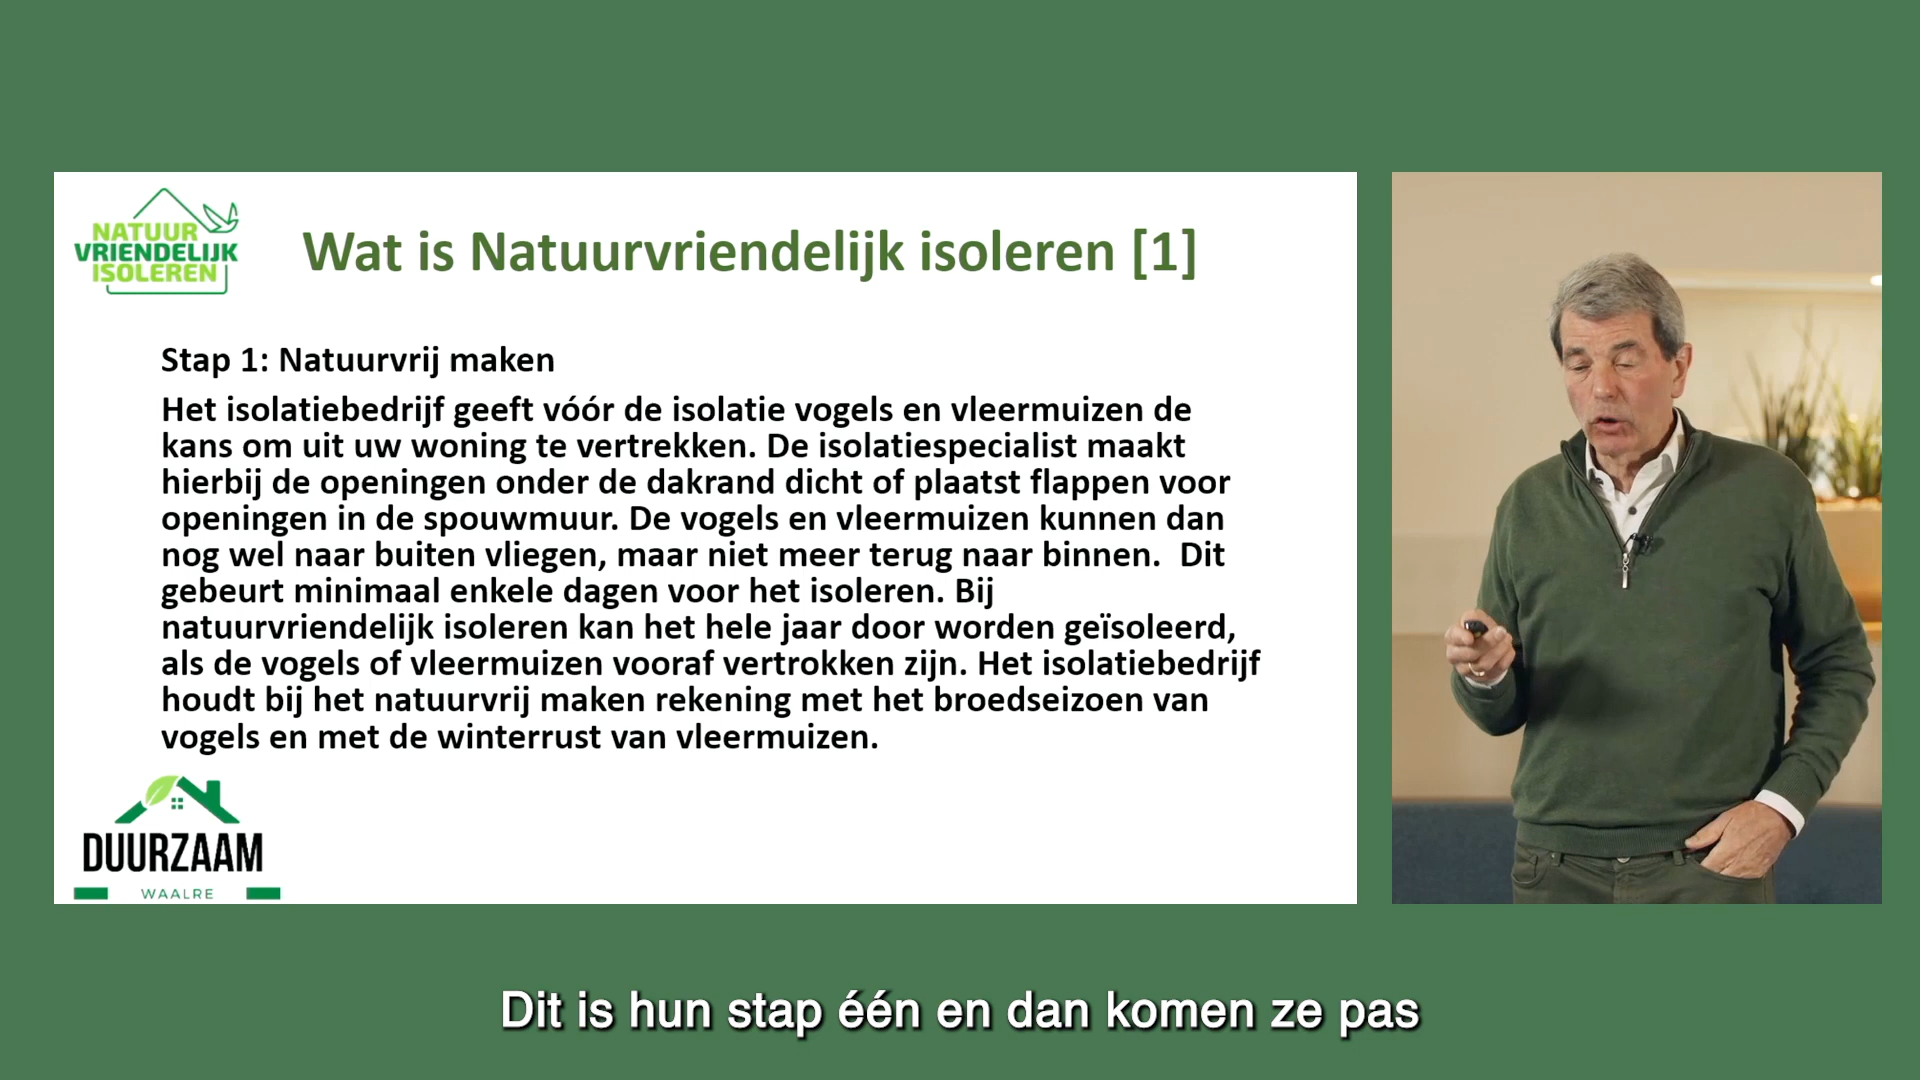 NATUUR
VRIENDELIJK
ISOLEREN
Wat is Natuurvriendelijk isoleren [1]
Stap 1: Natuurvrij maken
Het isolatiebedrijf geeft vóór de isolatie vogels en vleermuizen de
kans om uit uw woning te vertrekken. De isolatiespecialist maakt
hierbij de openingen onder de dakrand dicht of plaatst flappen voor
openingen in de spouwmuur. De vogels en vleermuizen kunnen dan
nog wel naar buiten vliegen, maar niet meer terug naar binnen.  Dit
gebeurt minimaal enkele dagen voor het isoleren. Bij
natuurvriendelijk isoleren kan het hele jaar door worden geïsoleerd,
als de vogels of vleermuizen vooraf vertrokken zijn. Het isolatiebedrijf
houdt bij het natuurvrij maken rekening met het broedseizoen van
vogels en met de winterrust van vleermuizen.
DUURZAAM
WAALRE
Dit is hun stap één en dan komen ze pas